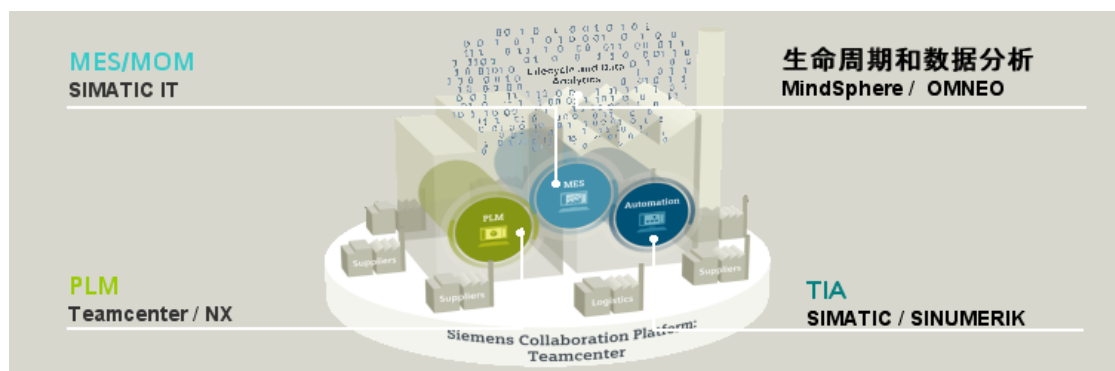 MES/MOM
SIMATIC IT
生命周期和数据分析
MindSphere / OMNEO
Lifecycle and Data
Analytics
MES
PLM
Automation
Suppliers
Suppliers
Suppliers
Logistics
PLM
Teamcenter / NX
TIA
SIMATIC / SINUMERIK
Siemens Collaboration Platform:
Teamcenter